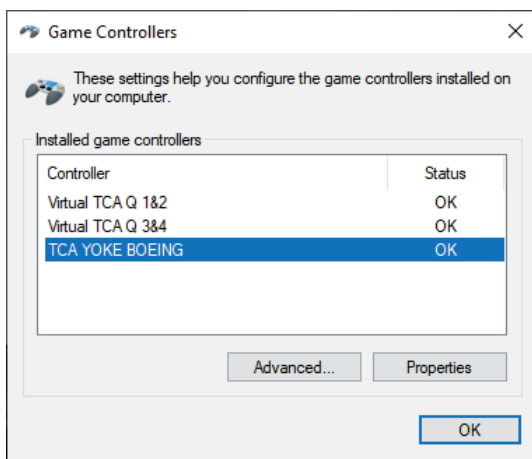 Game Controllers
These settings help you configure the game controllers installed on
your computer.
Installed game controllers
Controller Status
Virtual TCA Q 1&2 OK
Virtual TCA Q 3&4 OK
TCA YOKE BOEING OK
Advanced... Properties
OK